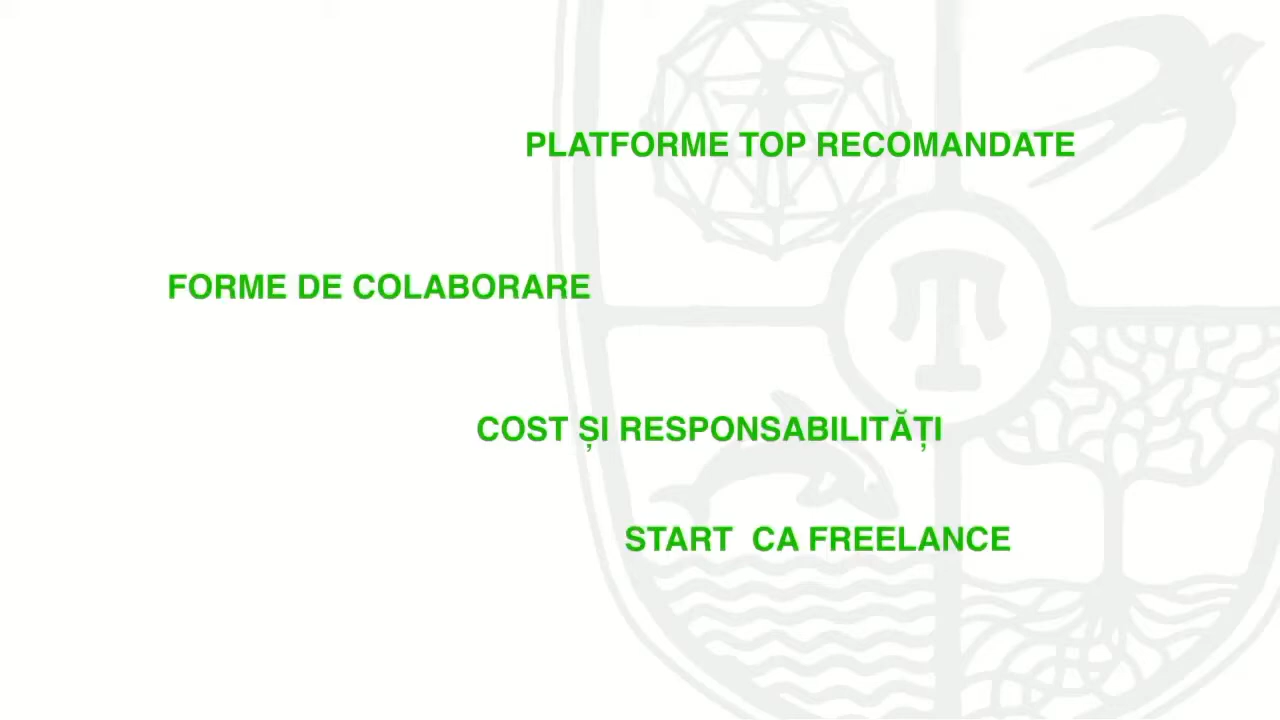 PLATFORME TOP RECOMANDATE
FORME DE COLABORARE
COST ȘI RESPONSABILITĂȚI
START  CA FREELANCE